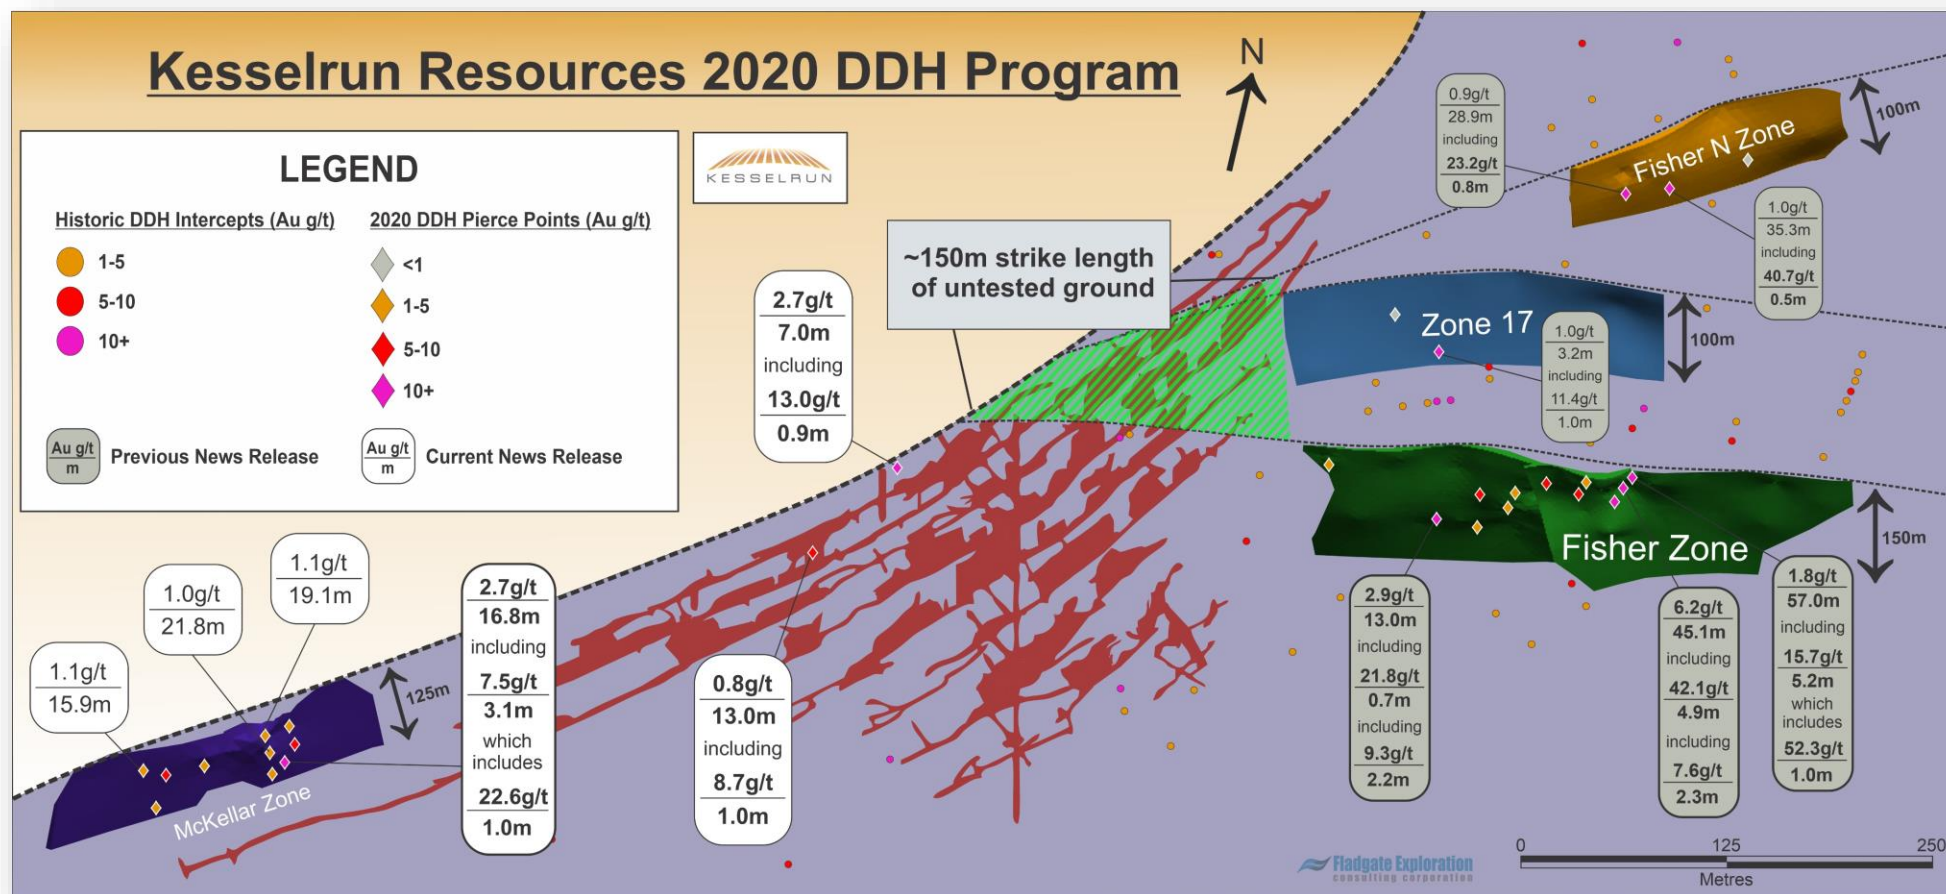 Kesselrun Resources 2020 DDH Program
N
LEGEND
Historic DDH Intercepts (Au g/t)
1-5
5-10
10+
2020 DDH Pierce Points (Au g/t)
<1
1-5
5-10
10+
Au g/t
m
Previous News Release
Au g/t
m
Current News Release
KESSELRUN
~150m strike length
of untested ground
0.9g/t
28.9m
including
23.2g/t
0.8m
Fisher N Zone
100m
1.0g/t
35.3m
including
40.7g/t
0.5m
2.7g/t
7.0m
including
13.0g/t
0.9m
Zone 17
100m
1.0g/t
3.2m
including
11.4g/t
1.0m
Fisher Zone
150m
1.1g/t
15.9m
1.0g/t
21.8m
1.1g/t
19.1m
125m
McKellar Zone
2.7g/t
16.8m
including
7.5g/t
3.1m
which
includes
22.6g/t
1.0m
0.8g/t
13.0m
including
8.7g/t
1.0m
2.9g/t
13.0m
including
21.8g/t
0.7m
including
9.3g/t
2.2m
6.2g/t
45.1m
including
42.1g/t
4.9m
including
7.6g/t
2.3m
1.8g/t
57.0m
including
15.7g/t
5.2m
which
includes
52.3g/t
1.0m
Fladgate Exploration
consulting corporation
0
125
250
Metres